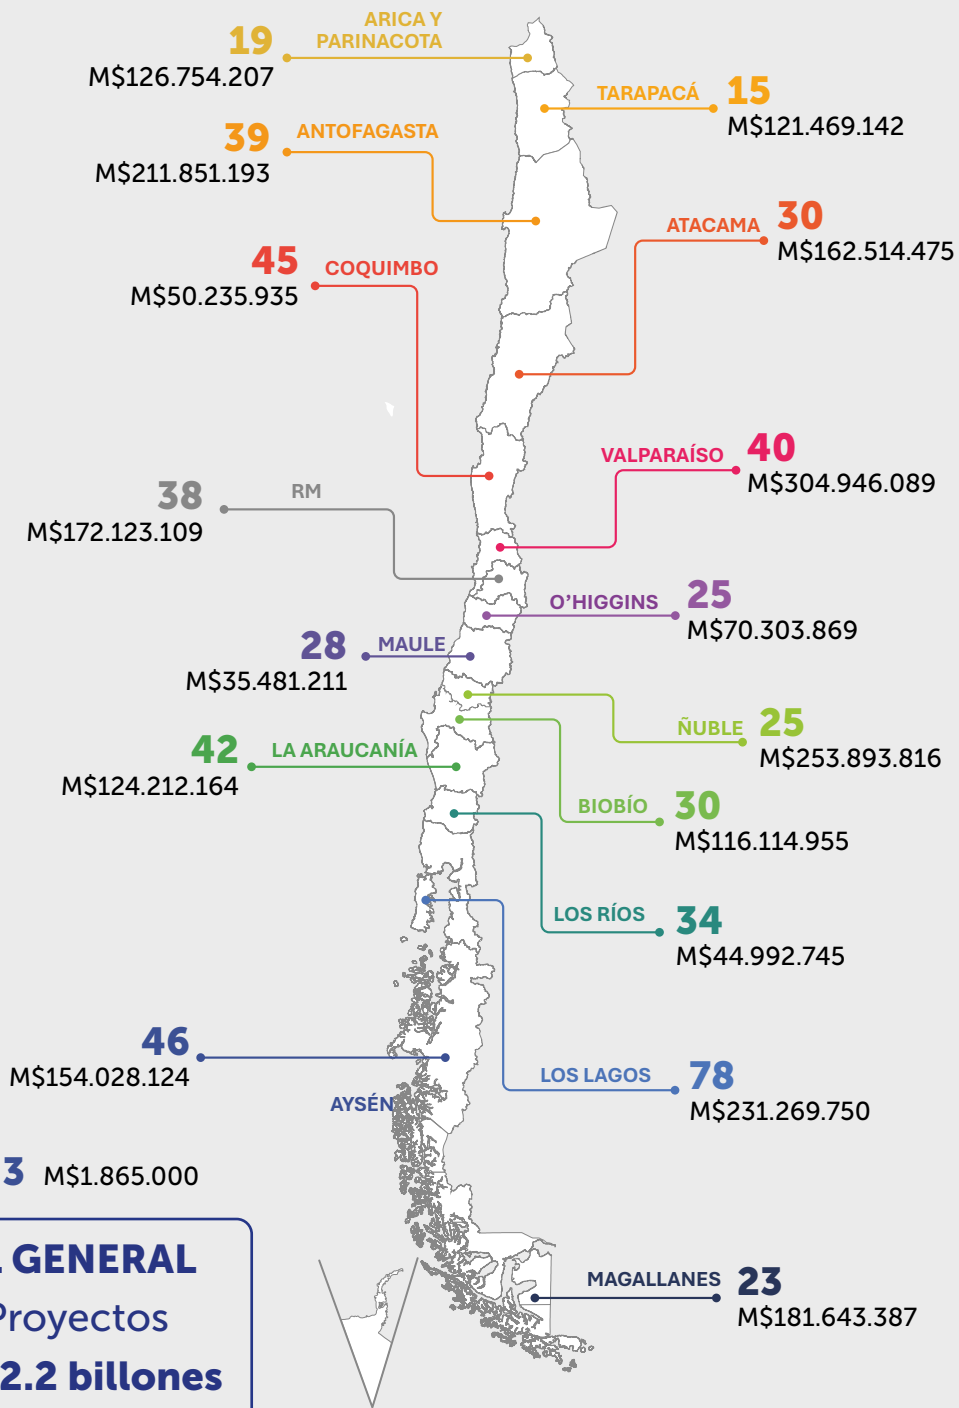 ARICA Y
PARINACOTA
19
M$126.754.207
TARAPACÁ
15
M$121.469.142
ANTOFAGASTA
39
M$211.851.193
ATACAMA
30
M$162.514.475
COQUIMBO
45
M$50.235.935
VALPARAÍSO
40
M$304.946.089
RM
38
M$172.123.109
O’HIGGINS
25
M$70.303.869
MAULE
28
M$35.481.211
ÑUBLE
25
M$253.893.816
LA ARAUCANÍA
42
M$124.212.164
BIOBÍO
30
M$116.114.955
LOS RÍOS
34
M$44.992.745
46
M$154.028.124
AYSÉN
LOS LAGOS
78
M$231.269.750
3 M$1.865.000
GENERAL
Proyectos
2.2 billones
MAGALLANES
23
M$181.643.387